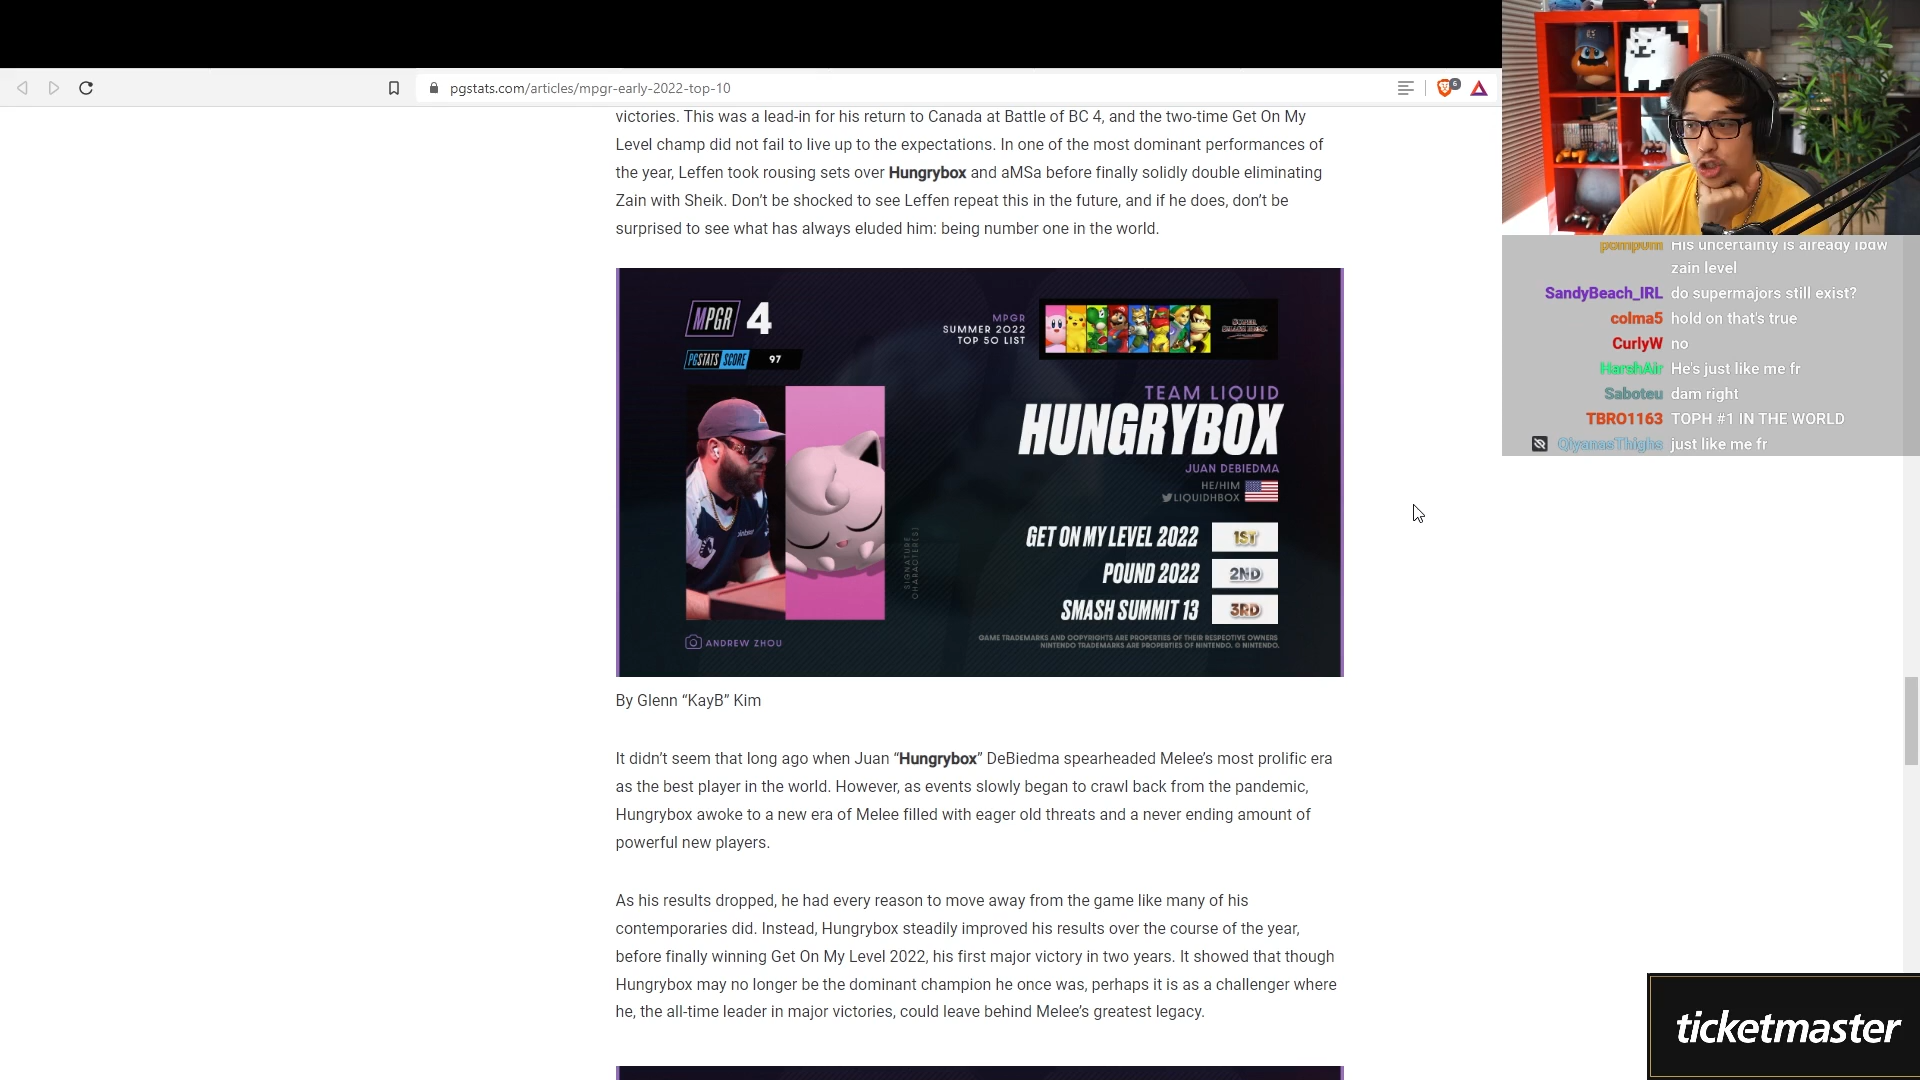 pgstats.com/articles/mpgr-early-2022-top-10
6
victories. This was a lead-in for his return to Canada at Battle of BC 4, and the two-time Get On My
Level champ did not fail to live up to the expectations. In one of the most dominant performances of
the year, Leffen took rousing sets over Hungrybox and aMSa before finally solidly double eliminating
Zain with Sheik. Don’t be shocked to see Leffen repeat this in the future, and if he does, don’t be
surprised to see what has always eluded him: being number one in the world.
MPGR 4
PGSTATS SCORE 97
MPGR
SUMMER 2022
TOP 50 LIST
TEAM LIQUID
HUNGRYBOX
JUAN DEBIEDMA
HE/HIM
LIQUIDHBOX
SIGNATURE
CHARACTER(S)
GET ON MY LEVEL 2022 1ST
POUND 2022 2ND
SMASH SUMMIT 13 3RD
ANDREW ZHOU
GAME TRADEMARKS AND COPYRIGHTS ARE PROPERTIES OF THEIR RESPECTIVE OWNERS
NINTENDO TRADEMARKS ARE PROPERTIES OF NINTENDO. © NINTENDO.
By Glenn “KayB” Kim
It didn’t seem that long ago when Juan “Hungrybox” DeBiedma spearheaded Melee’s most prolific era
as the best player in the world. However, as events slowly began to crawl back from the pandemic,
Hungrybox awoke to a new era of Melee filled with eager old threats and a never ending amount of
powerful new players.
As his results dropped, he had every reason to move away from the game like many of his
contemporaries did. Instead, Hungrybox steadily improved his results over the course of the year,
before finally winning Get On My Level 2022, his first major victory in two years. It showed that though
Hungrybox may no longer be the dominant champion he once was, perhaps it is as a challenger where
he, the all-time leader in major victories, could leave behind Melee’s greatest legacy.
pompom His uncertainty is already ibdw
zain level
SandyBeach_IRL do supermajors still exist?
colma5 hold on that's true
CurlyW no
HarshAir He's just like me fr
Saboteu dam right
TBRO1163 TOPH #1 IN THE WORLD
QiyanasThighs just like me fr
ticketmaster